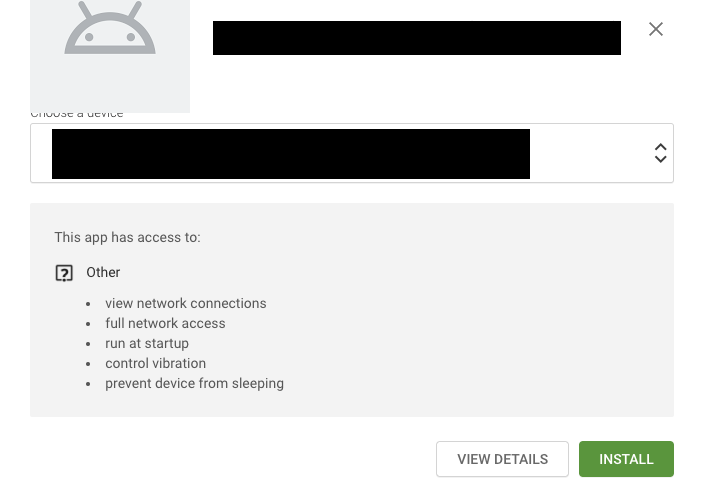 Choose a device
This app has access to:
Other
view network connections
full network access
run at startup
control vibration
prevent device from sleeping
VIEW DETAILS
INSTALL